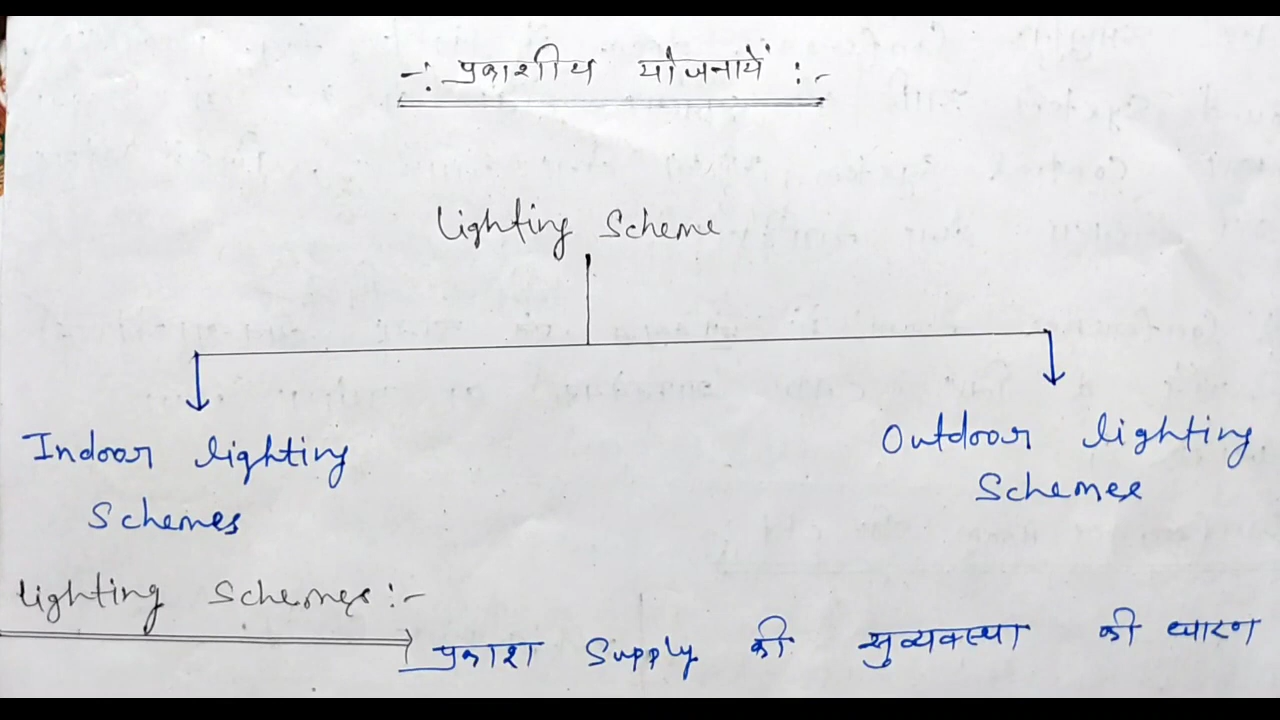 -: प्रकाशीय योजनायें :-
Lighting Scheme
Indoor lighting
Schemes
Outdoor lighting
Schemes
lighting Schemes :-
प्रकाश Supply की सुव्यवस्था की धारण